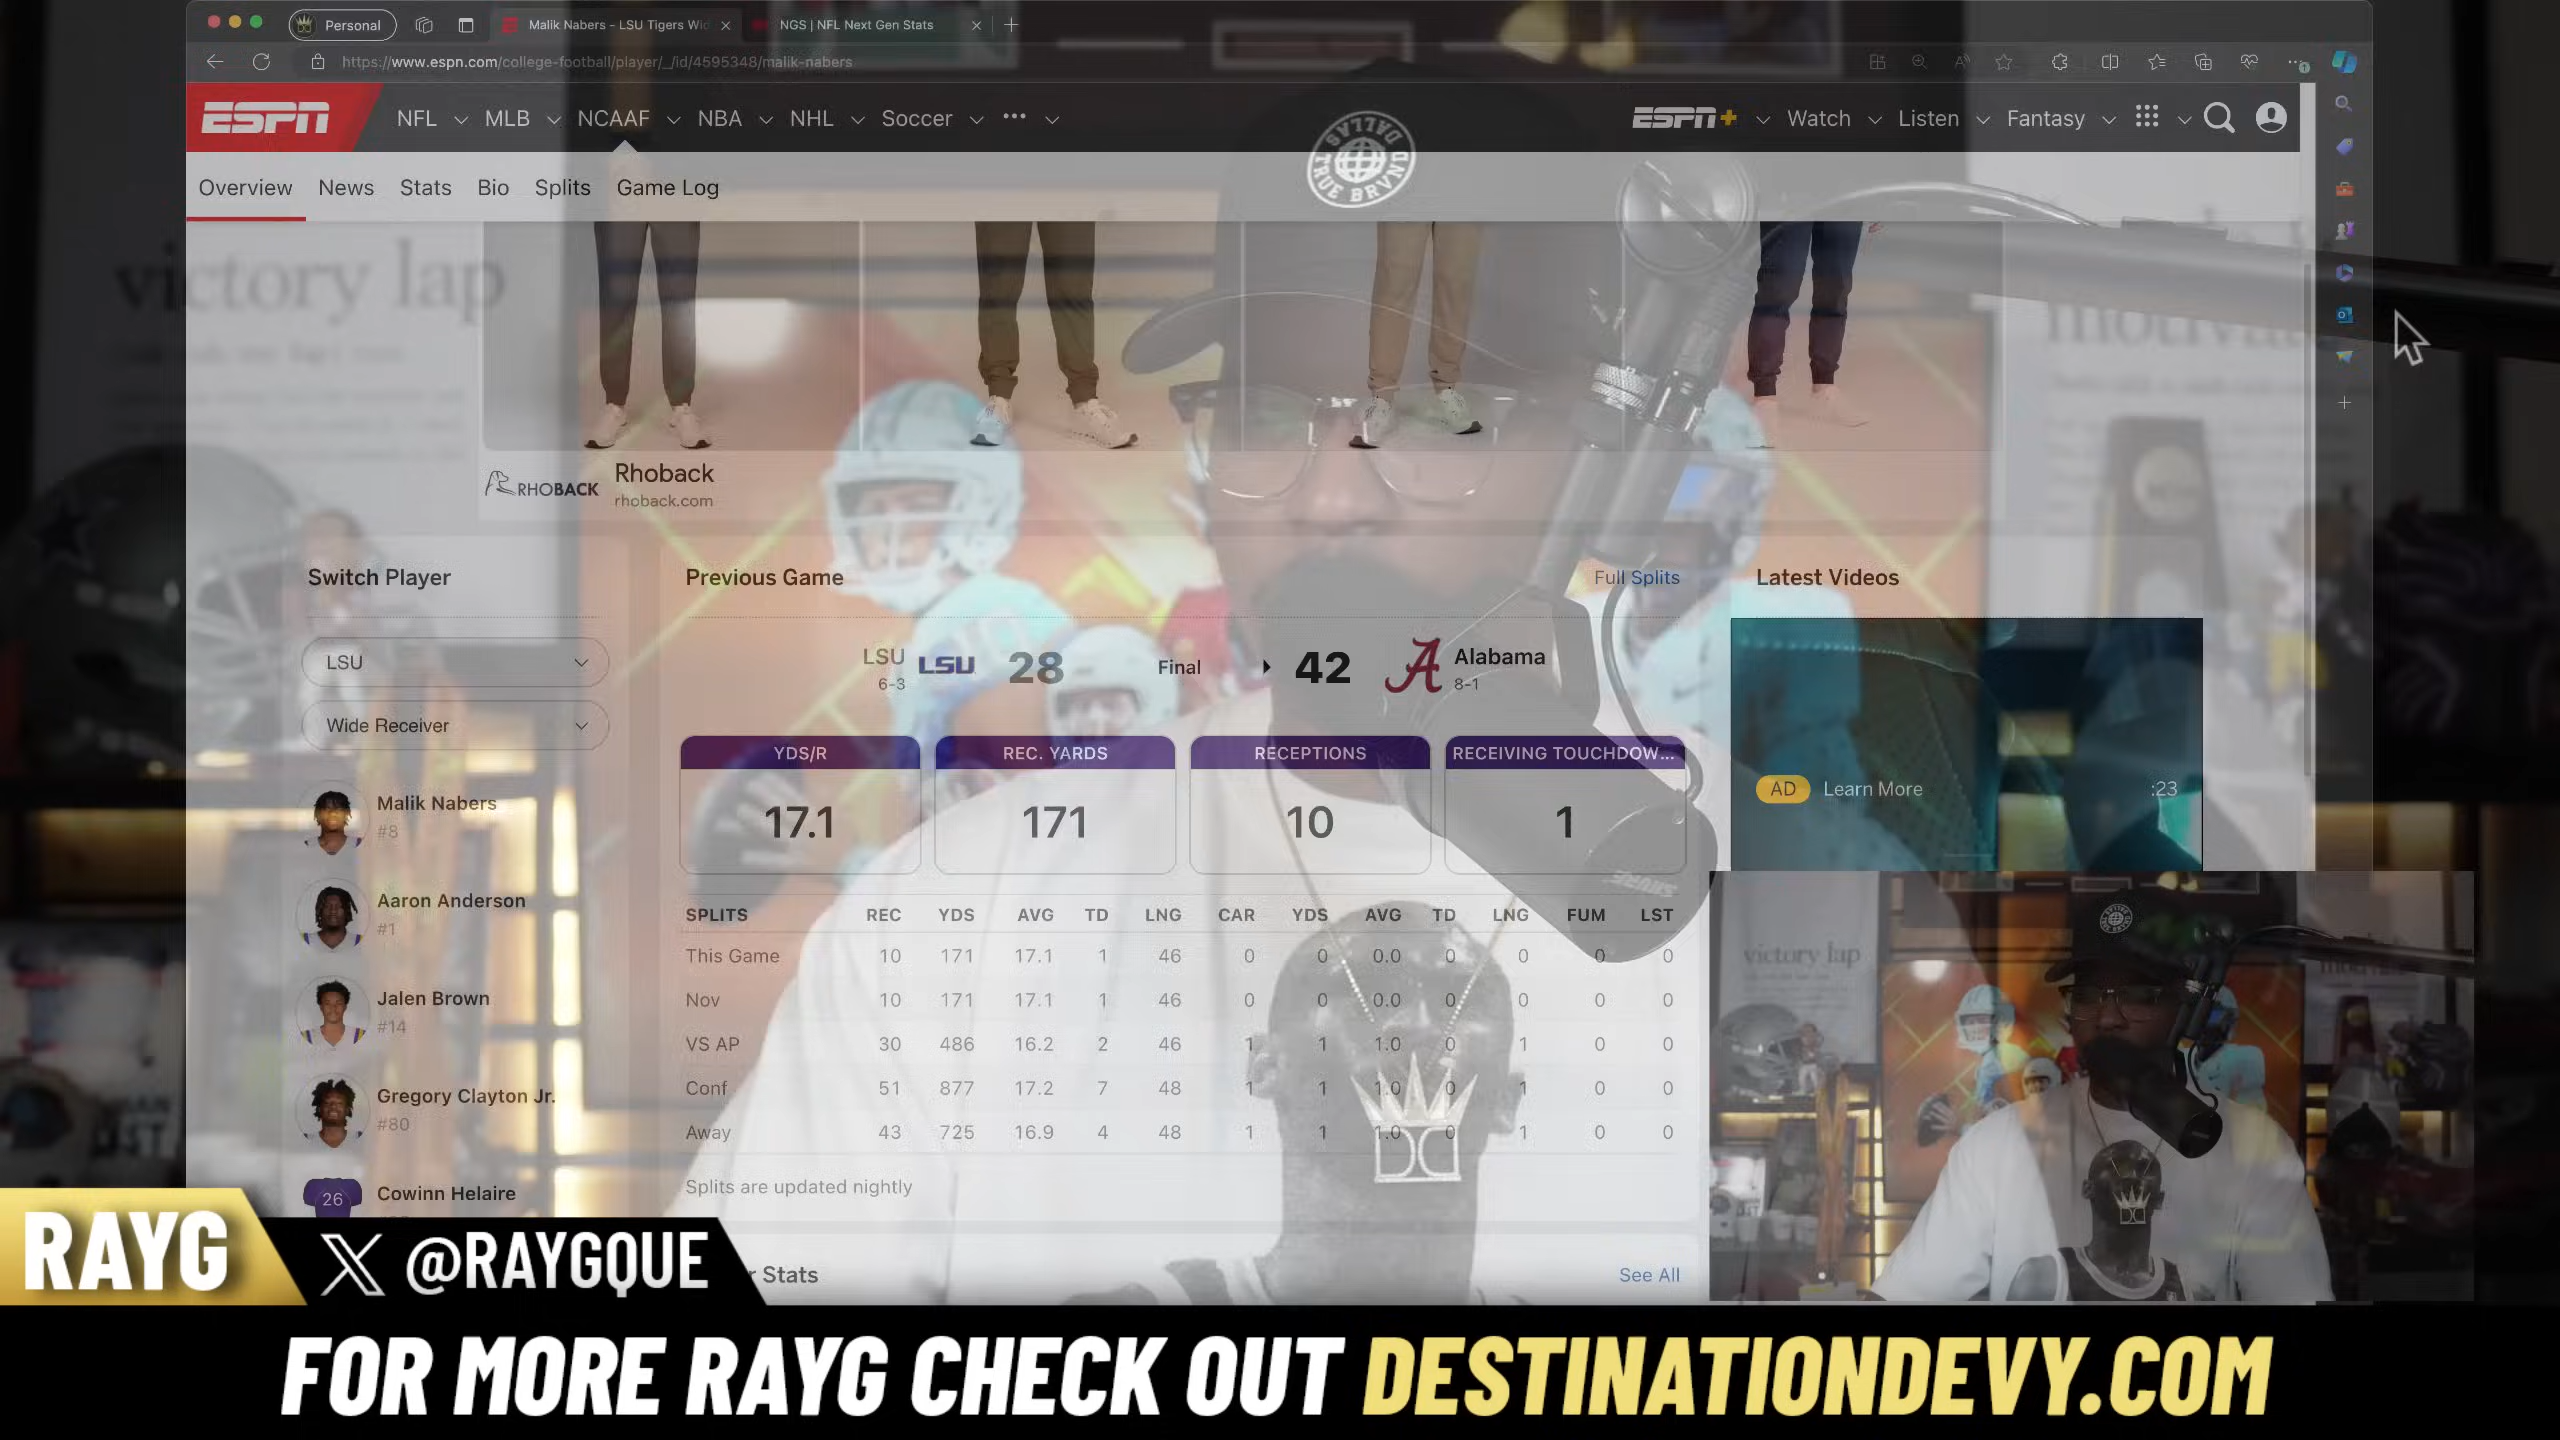 Personal
Malik Nabers - LSU Tigers Wid
NGS | NFL Next Gen Stats
https://www.espn.com/college-football/player/_/id/4595348/malik-nabers
ESPN
NFL
MLB
NCAAF
NBA
NHL
Soccer
ESPN+
Watch
Listen
Fantasy
Overview
News
Stats
Bio
Splits
Game Log
DALLAS
TRUE BRVND
victory lap
RHOBACK
Rhoback
rhoback.com
Switch Player
LSU
Wide Receiver
Malik Nabers
#8
Aaron Anderson
#1
Jalen Brown
#14
Gregory Clayton Jr.
#80
26
Cowinn Helaire
Previous Game
Full Splits
LSU
6-3
LSU
28
Final
42
Alabama
8-1
YDS/R
REC. YARDS
RECEPTIONS
RECEIVING TOUCHDOW...
17.1
171
10
1
SPLITS REC YDS AVG TD LNG CAR YDS AVG TD LNG FUM LST
This Game 10 171 17.1 1 46 0 0 0.0 0 0 0 0
Nov 10 171 17.1 1 46 0 0 0.0 0 0 0 0
VS AP 30 486 16.2 2 46 1 1 1.0 0 1 0 0
Conf 51 877 17.2 7 48 1 1 1.0 0 1 0 0
Away 43 725 16.9 4 48 1 1 1.0 0 1 0 0
Splits are updated nightly
r Stats
See All
Latest Videos
AD
Learn More
:23
SHURE
victory lap
RAYG
X @RAYGQUE
FOR MORE RAYG CHECK OUT DESTINATIONDEVY.COM